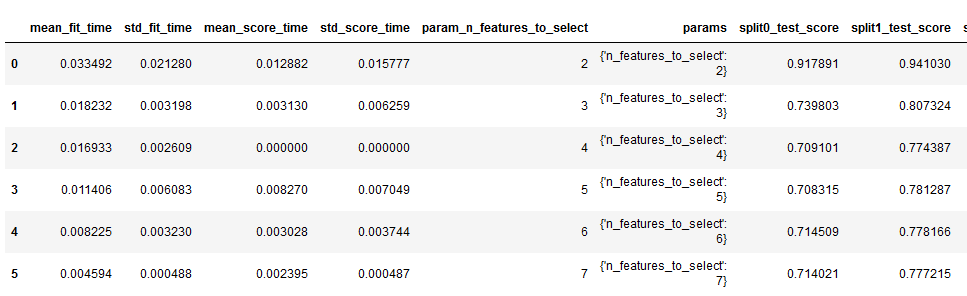 mean_fit_time std_fit_time mean_score_time std_score_time param_n_features_to_select params split0_test_score split1_test_score
0 0.033492 0.021280 0.012882 0.015777 2 {'n_features_to_select': 2} 0.917891 0.941030
1 0.018232 0.003198 0.003130 0.006259 3 {'n_features_to_select': 3} 0.739803 0.807324
2 0.016933 0.002609 0.000000 0.000000 4 {'n_features_to_select': 4} 0.709101 0.774387
3 0.011406 0.006083 0.008270 0.007049 5 {'n_features_to_select': 5} 0.708315 0.781287
4 0.008225 0.003230 0.003028 0.003744 6 {'n_features_to_select': 6} 0.714509 0.778166
5 0.004594 0.000488 0.002395 0.000487 7 {'n_features_to_select': 7} 0.714021 0.777215